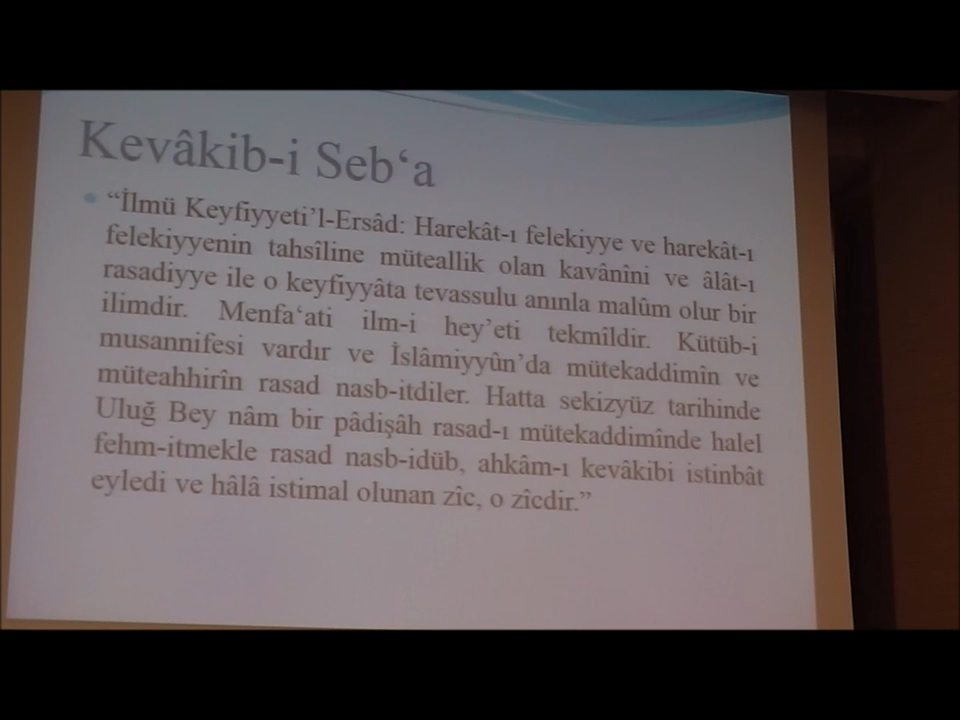 Kevâkib-i Seb‘a
• “İlmü Keyfiyyeti’l-Ersâd: Harekât-ı felekiyye ve harekât-ı
felekiyyenin tahsîline müteallik olan kavânîni ve âlât-ı
rasadiyye ile o keyfiyyâta tevassulu anınla malûm olur bir
ilimdir. Menfa‘ati ilm-i hey’eti tekmîldir. Kütüb-i
musannifesi vardır ve İslâmiyyûn’da mütekaddimîn ve
müteahhirîn rasad nasb-itdiler. Hatta sekizyüz tarihinde
Uluğ Bey nâm bir pâdişâh rasad-ı mütekaddimînde halel
fehm-itmekle rasad nasb-idüb, ahkâm-ı kevâkibi istinbât
eyledi ve hâlâ istimal olunan zîc, o zîcdir.”